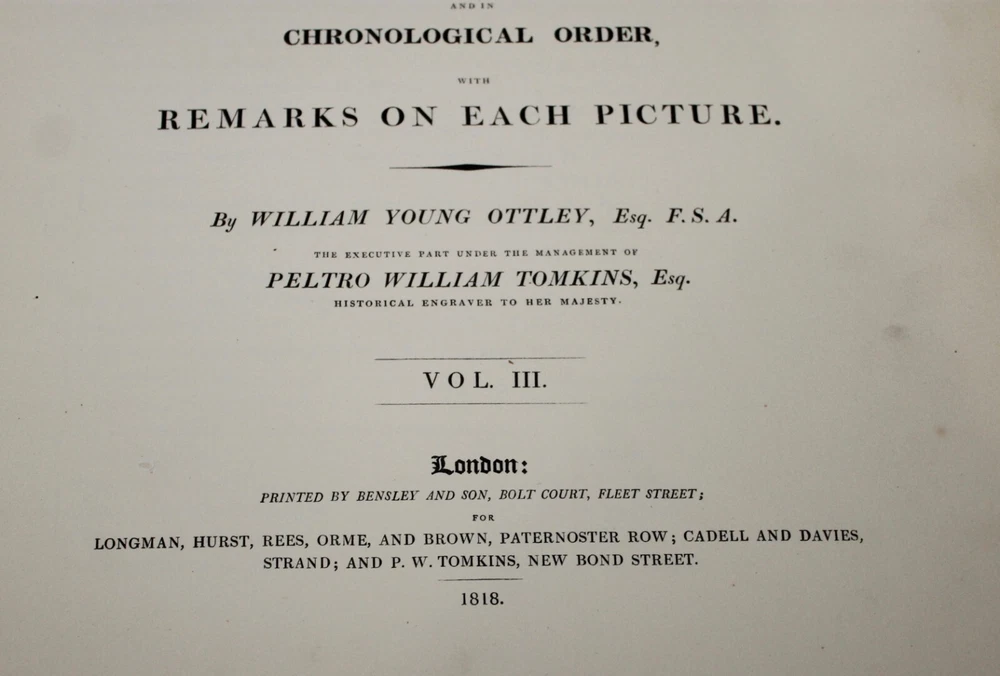 AND IN
CHRONOLOGICAL ORDER,
WITH
REMARKS ON EACH PICTURE.
By WILLIAM YOUNG OTTLEY, Esq. F. S. A.
THE EXECUTIVE PART UNDER THE MANAGEMENT OF
PELTRO WILLIAM TOMKINS, Esq.
HISTORICAL ENGRAVER TO HER MAJESTY.
VOL. III.
London:
PRINTED BY BENSLEY AND SON, BOLT COURT, FLEET STREET;
FOR
LONGMAN, HURST, REES, ORME, AND BROWN, PATERNOSTER ROW; CADELL AND DAVIES,
STRAND; AND P. W. TOMKINS, NEW BOND STREET.
1818.